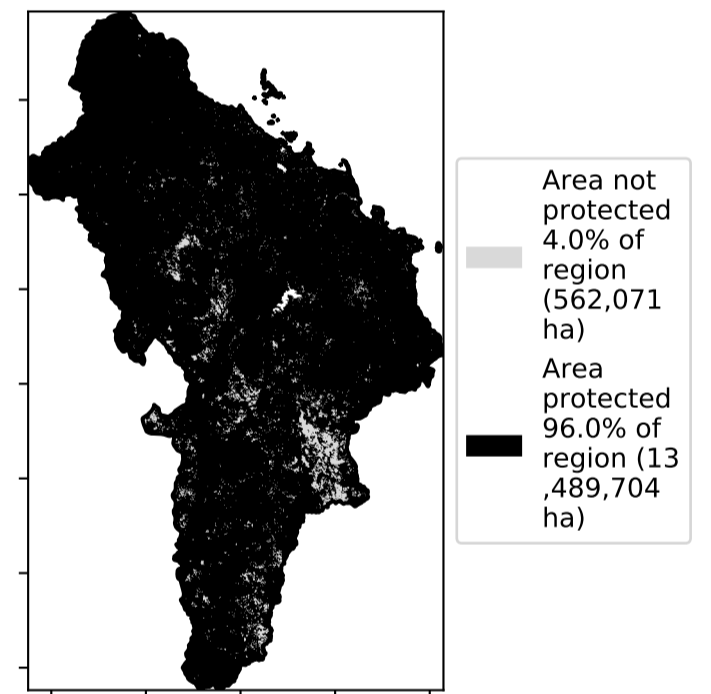 Area not
protected
4.0% of
region
(562,071
ha)
Area
protected
96.0% of
region (13
,489,704
ha)